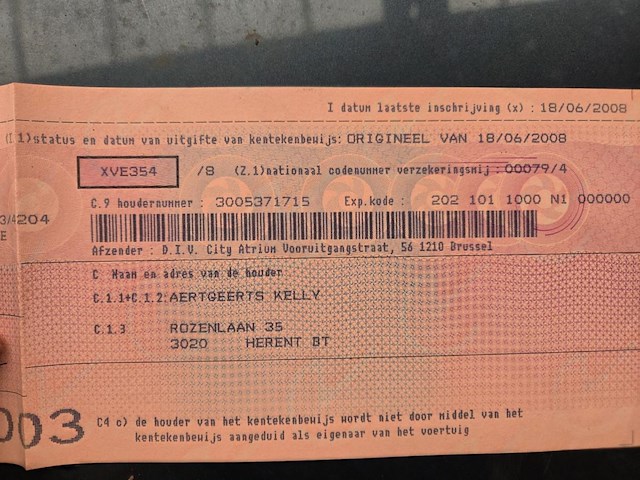 I datum laatste inschrijving (x) : 18/06/2008
(I.1)status en datum van uitgifte van kentekenbewijs: ORIGINEEL VAN 18/06/2008
XVE354 /8 (Z.1)nationaal codenummer verzekeringsmij : 00079/4
C.9 houdernummer : 3005371715 Exp.kode : 202 101 1000 N1 000000
3/4204
E
Afzender : D.I.V. City Atrium Vooruitgangstraat, 56 1210 Brussel
C Naam en adres van de houder
C.1.1+C.1.2: AERTGEERTS KELLY
C.1.3 ROZENLAAN 35
3020 HERENT BT
003
C4 c) de houder van het kentekenbewijs wordt niet door middel van het
kentekenbewijs aangeduid als eigenaar van het voertuig